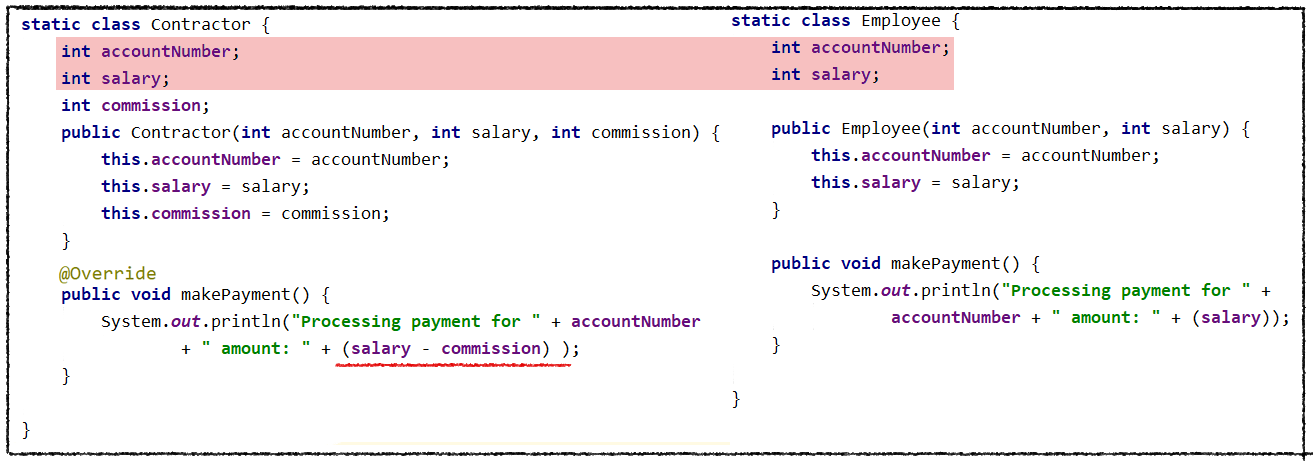 static class Contractor {
int accountNumber;
int salary;
int commission;
public Contractor(int accountNumber, int salary, int commission) {
this.accountNumber = accountNumber;
this.salary = salary;
this.commission = commission;
}
@Override
public void makePayment() {
System.out.println("Processing payment for " + accountNumber
+ " amount: " + (salary - commission) );
}
}
static class Employee {
int accountNumber;
int salary;
public Employee(int accountNumber, int salary) {
this.accountNumber = accountNumber;
this.salary = salary;
}
public void makePayment() {
System.out.println("Processing payment for " +
accountNumber + " amount: " + (salary));
}
}